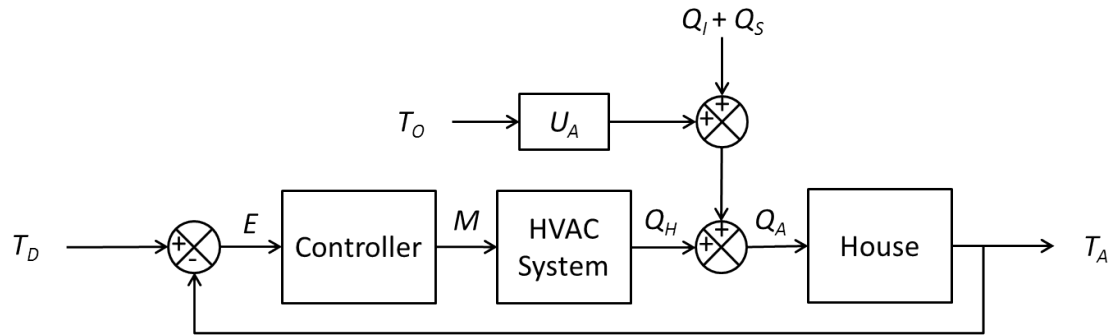 Q_I + Q_S
T_O
U_A
+
+
T_D
+
-
E
Controller
M
HVAC
System
Q_H
+
+
Q_A
House
T_A